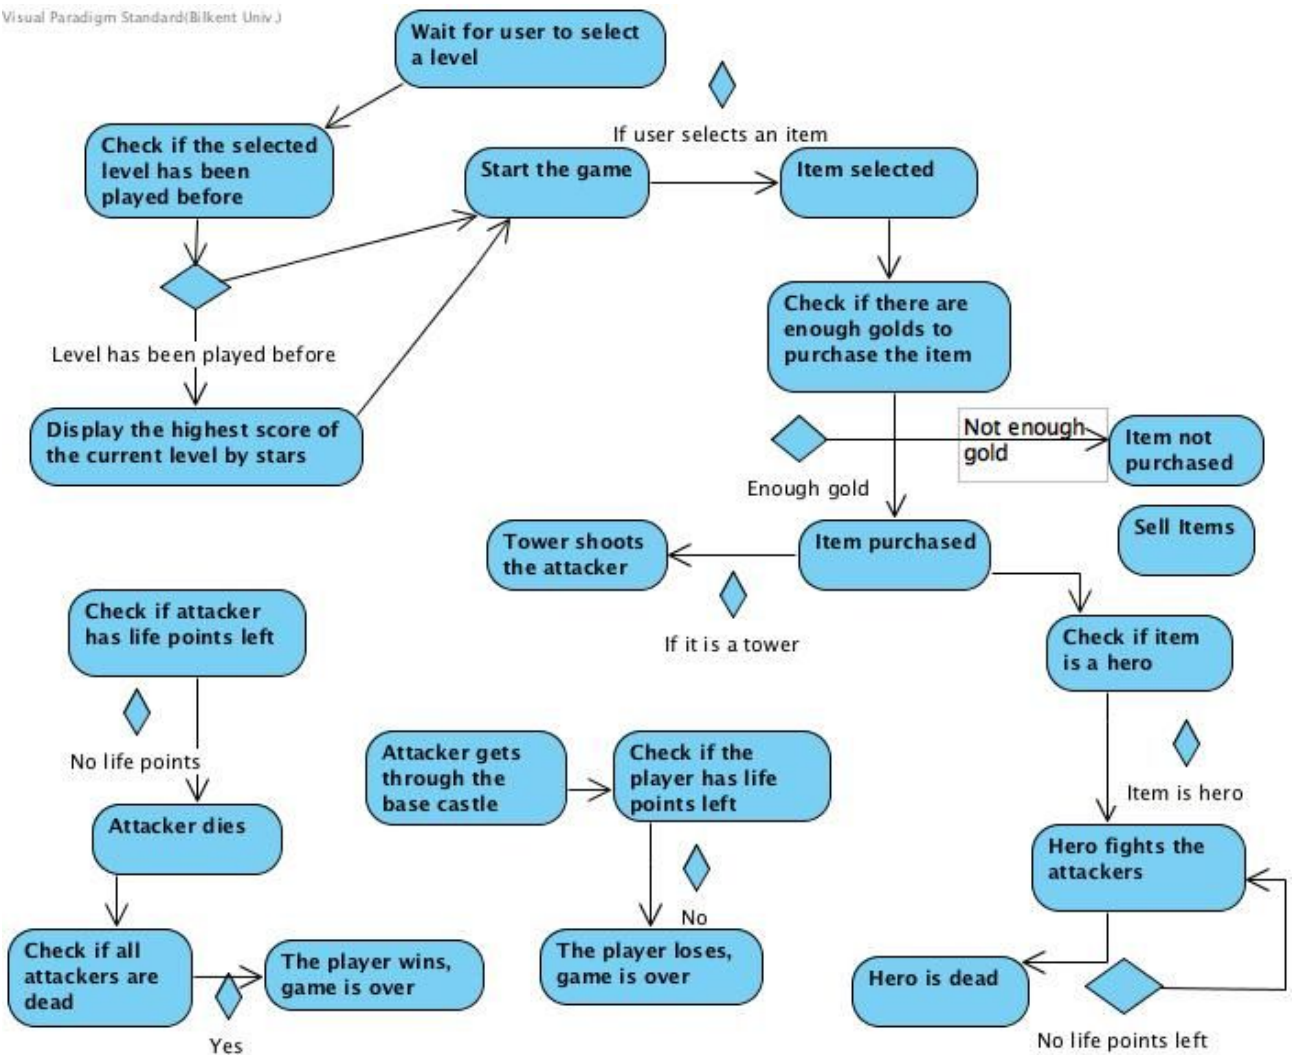 Visual Paradigm Standard(Bilkent Univ.)
Wait for user to select
a level
If user selects an item
Check if the selected
level has been
played before
Start the game
Item selected
Check if there are
enough golds to
purchase the item
Level has been played before
Display the highest score of
the current level by stars
Not enough
gold
Item not
purchased
Enough gold
Sell Items
Tower shoots
the attacker
Item purchased
If it is a tower
Check if attacker
has life points left
Check if item
is a hero
No life points
Attacker gets
through the
base castle
Check if the
player has life
points left
Item is hero
Attacker dies
Hero fights the
attackers
No
Check if all
attackers are
dead
The player wins,
game is over
Yes
The player loses,
game is over
Hero is dead
No life points left